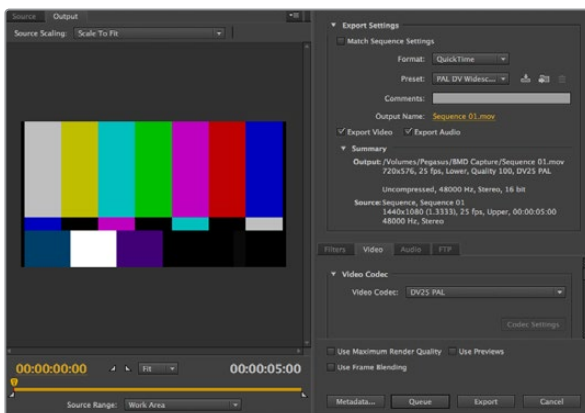 Source
Output
Source Scaling: Scale To Fit
00:00:00:00
Fit
00:00:05:00
Source Range: Work Area
Export Settings
Match Sequence Settings
Format: QuickTime
Preset: PAL DV Widesc...
Comments:
Output Name: Sequence 01.mov
Export Video
Export Audio
Summary
Output: /Volumes/Pegasus/BMD Capture/Sequence 01.mov
720x576, 25 fps, Lower, Quality 100, DV25 PAL
Uncompressed, 48000 Hz, Stereo, 16 bit
Source: Sequence, Sequence 01
1440x1080 (1.3333), 25 fps, Upper, 00:00:05:00
48000 Hz, Stereo
Filters
Video
Audio
FTP
Video Codec
Video Codec: DV25 PAL
Codec Settings
Use Maximum Render Quality
Use Previews
Use Frame Blending
Metadata...
Queue
Export
Cancel